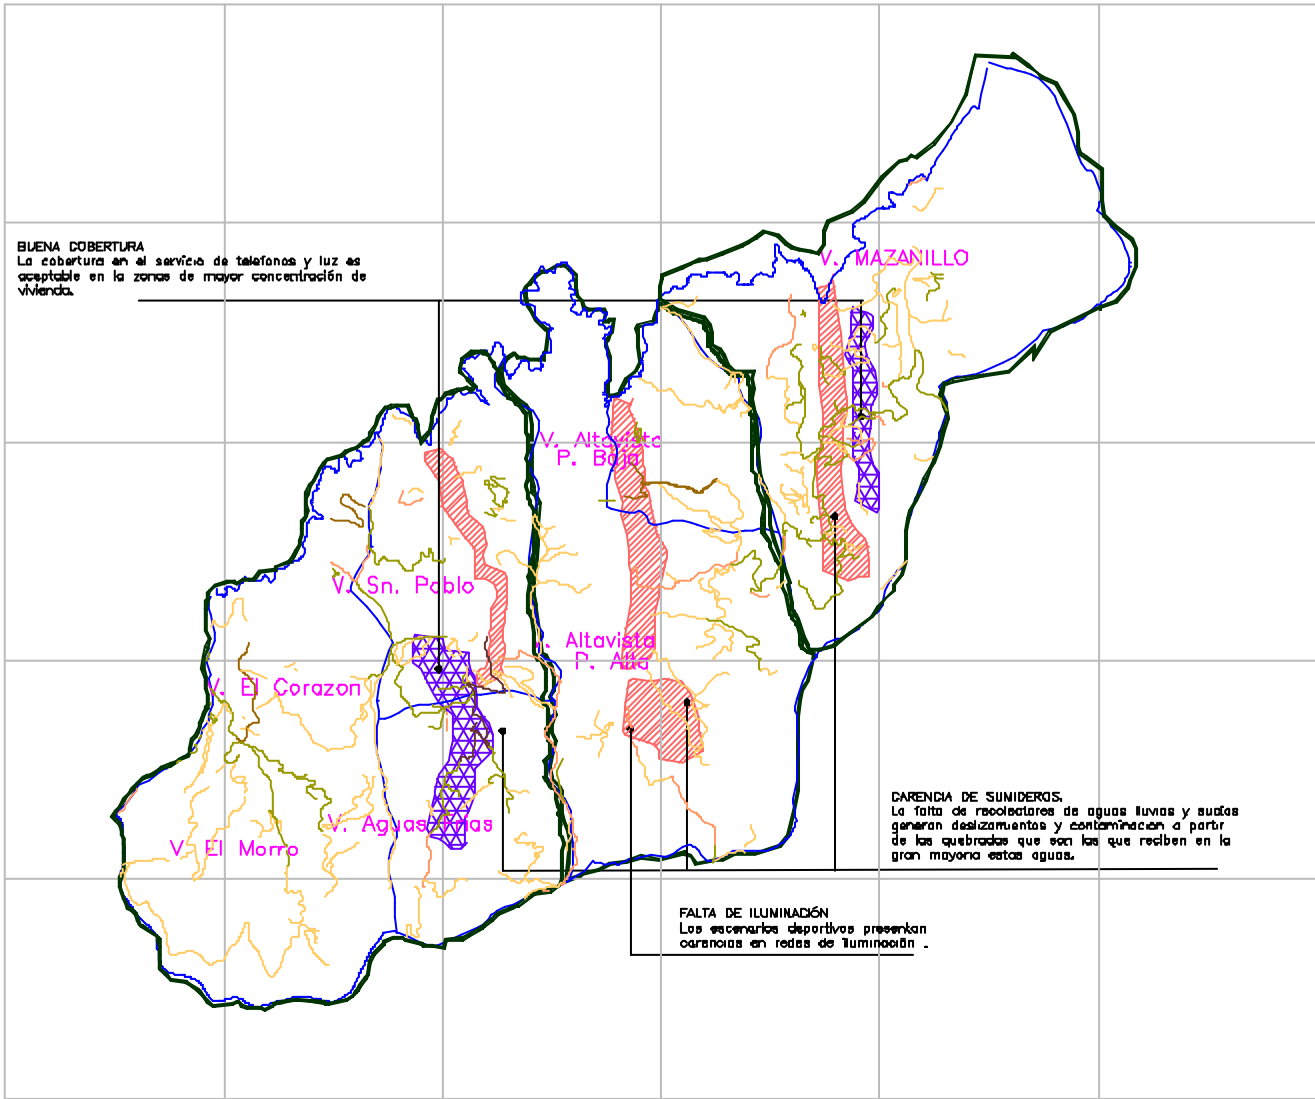 BUENA COBERTURA
La cobertura en el servicio de telefonos y luz es
aceptable en la zonas de mayor concentración de
vivienda.
V. MAZANILLO
V. Altavista
P. Baja
V. Sn. Pablo
. Altavista
P. Alta
V. El Corazon
V. Aguas Frias
V. El Morro
CARENCIA DE SUMIDEROS.
La falta de recolectores de aguas lluvias y sucias
generan deslizamientos y contaminación a partir
de las quebradas que son las que reciben en la
gran mayoria estas aguas.
FALTA DE ILUMINACIÓN
Los escenarios deportivos presentan
carencias en redes de iluminación .